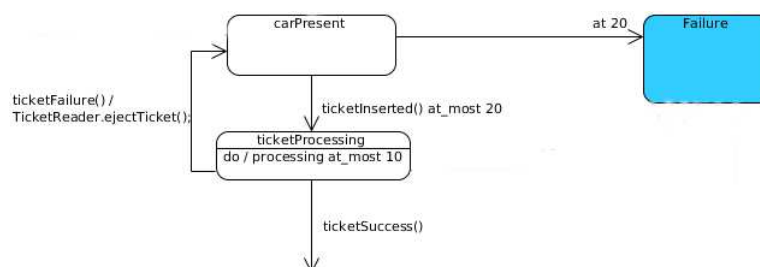 carPresent
at 20
Failure
ticketFailure() /
TicketReader.ejectTicket();
ticketInserted() at_most 20
ticketProcessing
do / processing at_most 10
ticketSuccess()